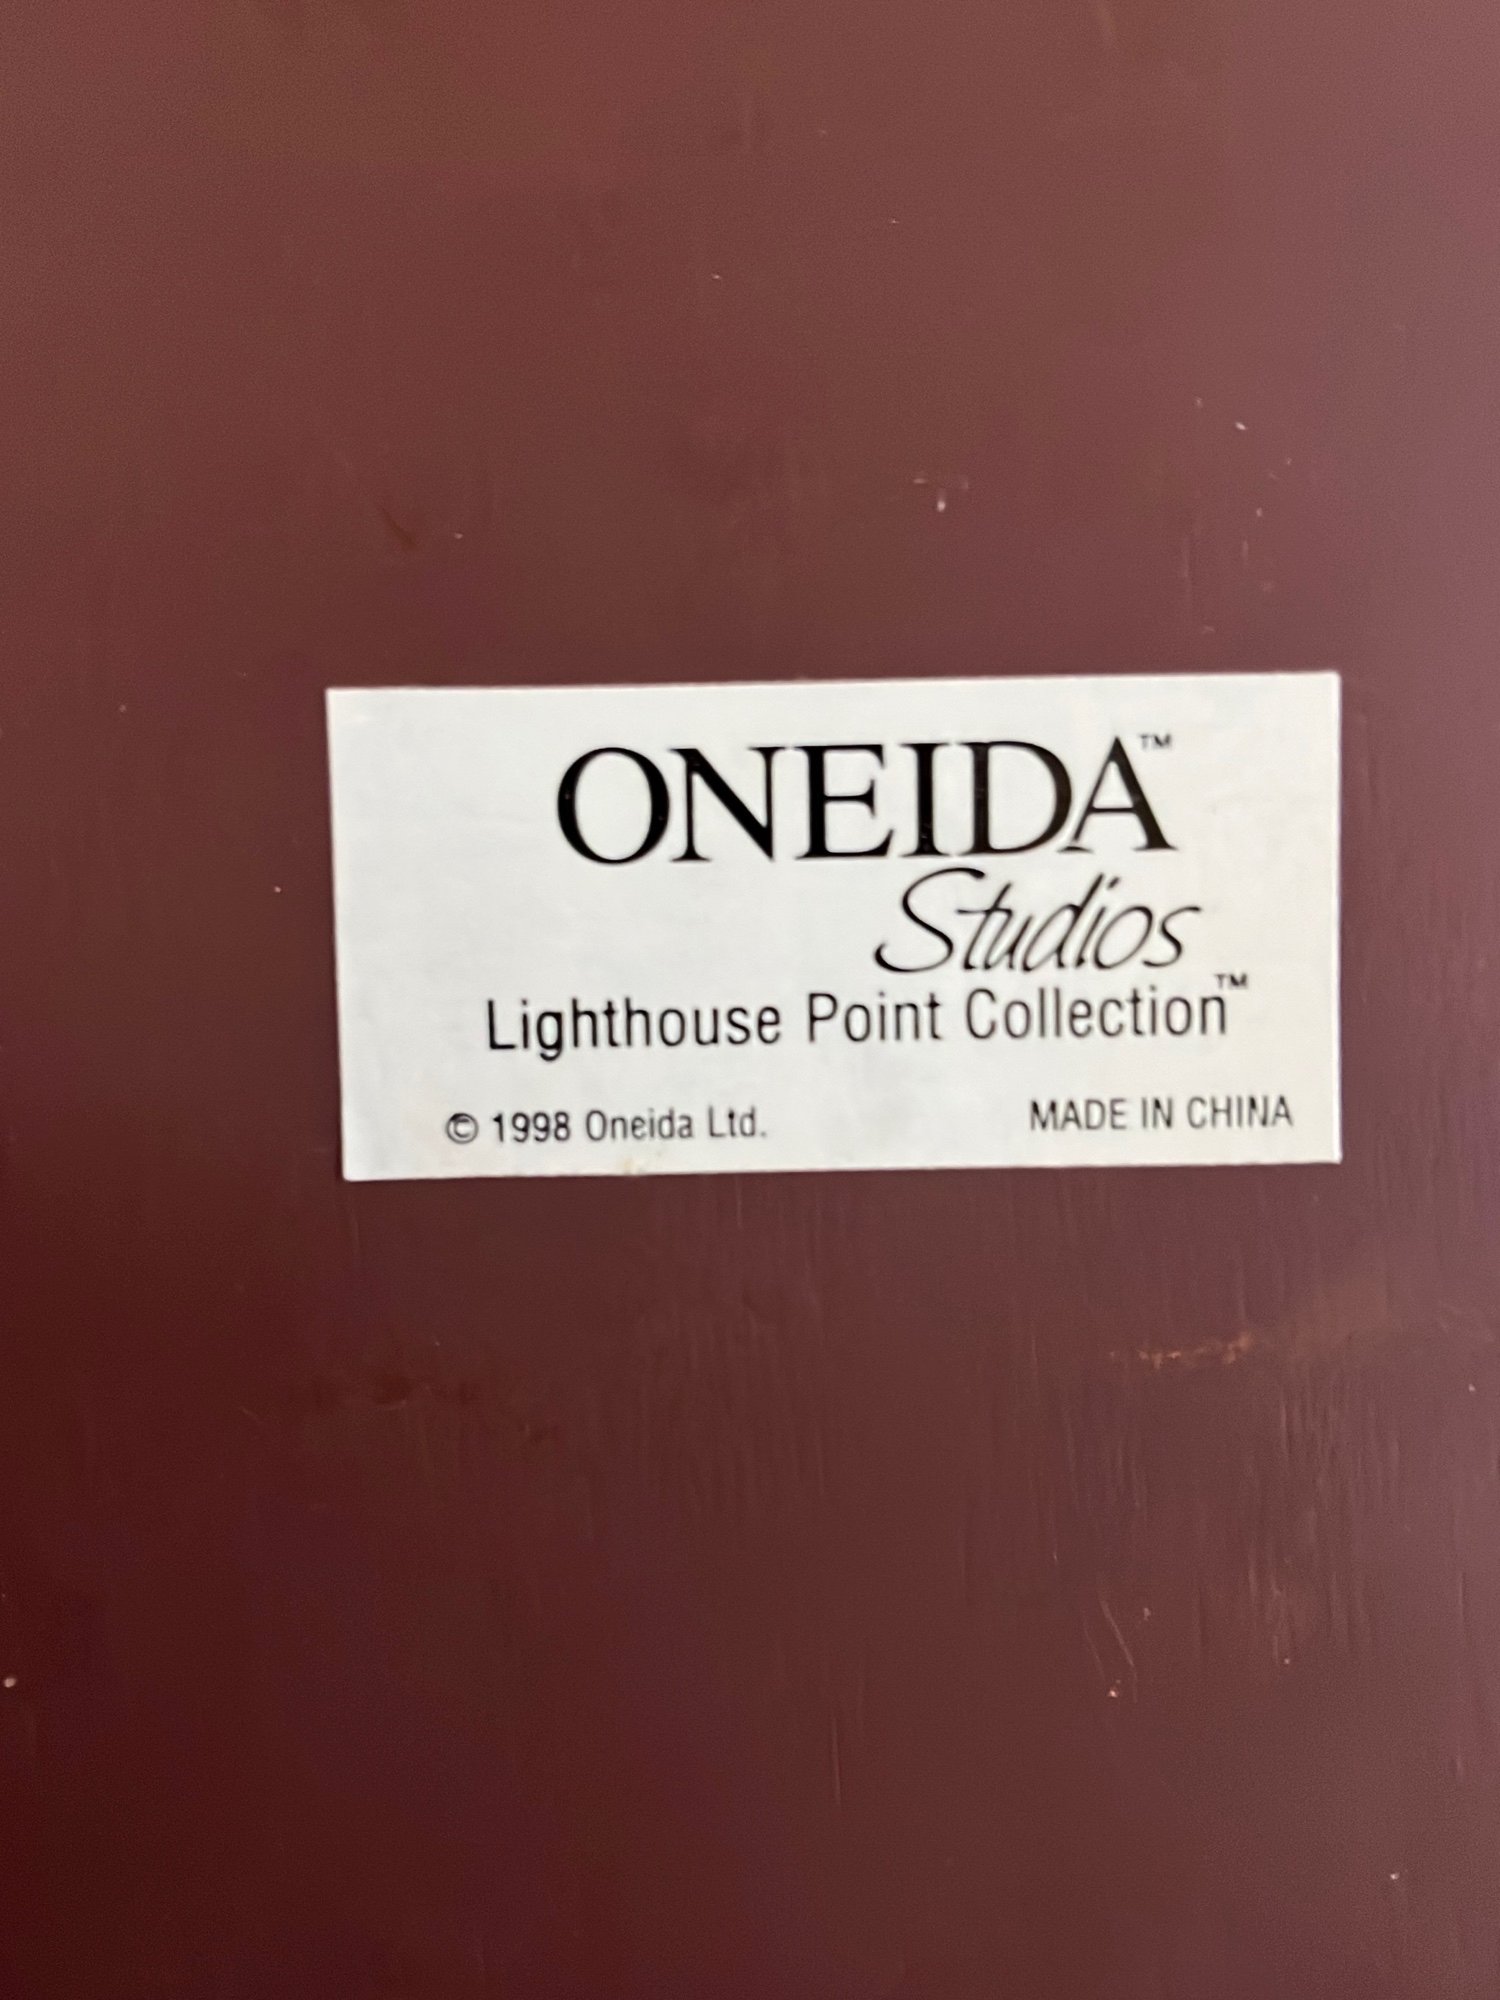 ONEIDA™
Studios
Lighthouse Point Collection™
© 1998 Oneida Ltd. MADE IN CHINA